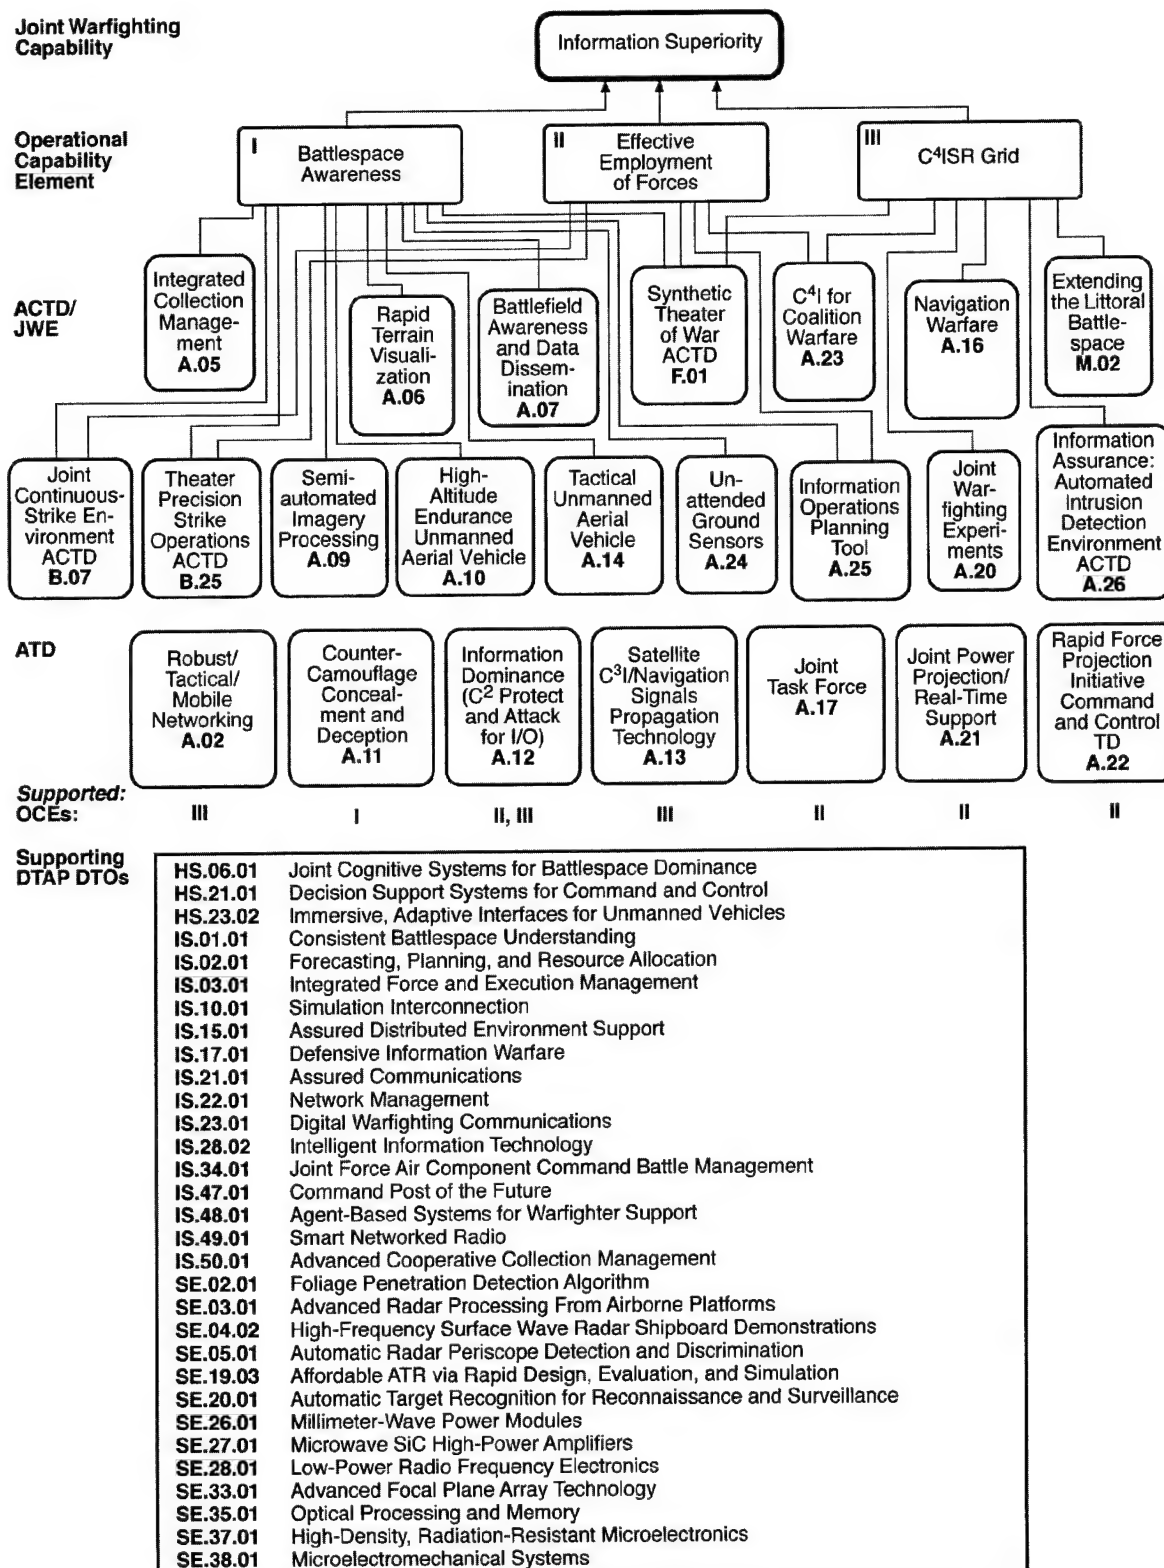 Joint Warfighting
Capability
Information Superiority
Operational
Capability
Element
I
Battlespace
Awareness
II
Effective
Employment
of Forces
III
C⁴ISR Grid
ACTD/
JWE
Integrated
Collection
Manage-
ment
A.05
Rapid
Terrain
Visuali-
zation
A.06
Battlefield
Awareness
and Data
Dissem-
ination
A.07
Synthetic
Theater
of War
ACTD
F.01
C⁴I for
Coalition
Warfare
A.23
Navigation
Warfare
A.16
Extending
the Littoral
Battle-
space
M.02
Joint
Continuous-
Strike En-
vironment
ACTD
B.07
Theater
Precision
Strike
Operations
ACTD
B.25
Semi-
automated
Imagery
Processing
A.09
High-
Altitude
Endurance
Unmanned
Aerial Vehicle
A.10
Tactical
Unmanned
Aerial
Vehicle
A.14
Un-
attended
Ground
Sensors
A.24
Information
Operations
Planning
Tool
A.25
Joint
War-
fighting
Experi-
ments
A.20
Information
Assurance:
Automated
Intrusion
Detection
Environment
ACTD
A.26
ATD
Robust/
Tactical/
Mobile
Networking
A.02
Counter-
Camouflage
Conceal-
ment and
Deception
A.11
Information
Dominance
(C² Protect
and Attack
for I/O)
A.12
Satellite
C³I/Navigation
Signals
Propagation
Technology
A.13
Joint
Task Force
A.17
Joint Power
Projection/
Real-Time
Support
A.21
Rapid Force
Projection
Initiative
Command
and Control
TD
A.22
Supported:
OCEs: III I II, III III II II II
Supporting
DTAP DTOs
HS.06.01 Joint Cognitive Systems for Battlespace Dominance
HS.21.01 Decision Support Systems for Command and Control
HS.23.02 Immersive, Adaptive Interfaces for Unmanned Vehicles
IS.01.01 Consistent Battlespace Understanding
IS.02.01 Forecasting, Planning, and Resource Allocation
IS.03.01 Integrated Force and Execution Management
IS.10.01 Simulation Interconnection
IS.15.01 Assured Distributed Environment Support
IS.17.01 Defensive Information Warfare
IS.21.01 Assured Communications
IS.22.01 Network Management
IS.23.01 Digital Warfighting Communications
IS.28.02 Intelligent Information Technology
IS.34.01 Joint Force Air Component Command Battle Management
IS.47.01 Command Post of the Future
IS.48.01 Agent-Based Systems for Warfighter Support
IS.49.01 Smart Networked Radio
IS.50.01 Advanced Cooperative Collection Management
SE.02.01 Foliage Penetration Detection Algorithm
SE.03.01 Advanced Radar Processing From Airborne Platforms
SE.04.02 High-Frequency Surface Wave Radar Shipboard Demonstrations
SE.05.01 Automatic Radar Periscope Detection and Discrimination
SE.19.03 Affordable ATR via Rapid Design, Evaluation, and Simulation
SE.20.01 Automatic Target Recognition for Reconnaissance and Surveillance
SE.26.01 Millimeter-Wave Power Modules
SE.27.01 Microwave SiC High-Power Amplifiers
SE.28.01 Low-Power Radio Frequency Electronics
SE.33.01 Advanced Focal Plane Array Technology
SE.35.01 Optical Processing and Memory
SE.37.01 High-Density, Radiation-Resistant Microelectronics
SE.38.01 Microelectromechanical Systems